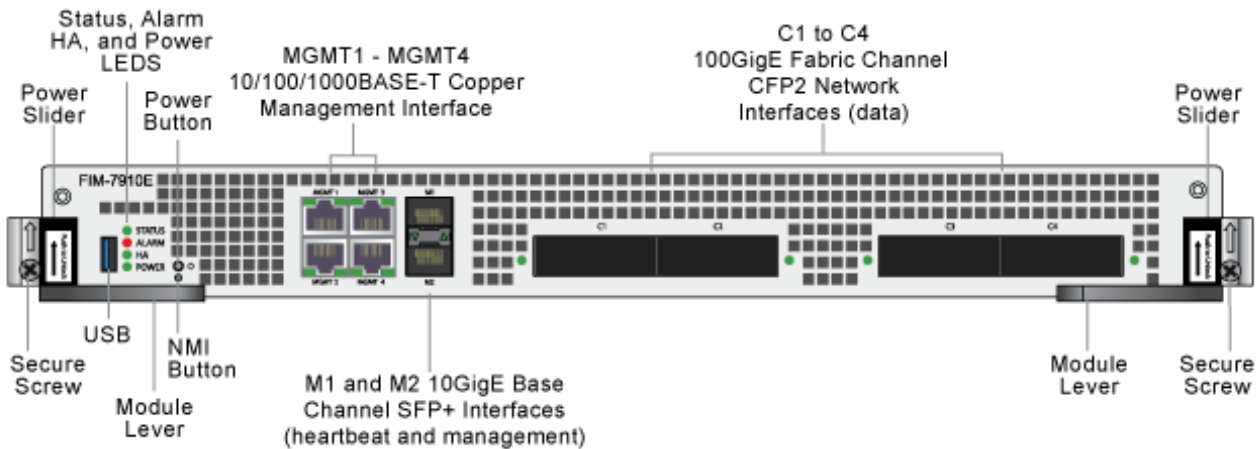 Status, Alarm
HA, and Power
LEDS
Power
Slider
Power
Button
MGMT1 - MGMT4
10/100/1000BASE-T Copper
Management Interface
C1 to C4
100GigE Fabric Channel
CFP2 Network
Interfaces (data)
Power
Slider
FIM-7910E
MGMT 1
MGMT 3
M1
STATUS
ALARM
HA
POWER
C1
C2
C3
C4
MGMT 2
MGMT 4
M2
USB
NMI
Button
Secure
Screw
Module
Lever
M1 and M2 10GigE Base
Channel SFP+ Interfaces
(heartbeat and management)
Module
Lever
Secure
Screw